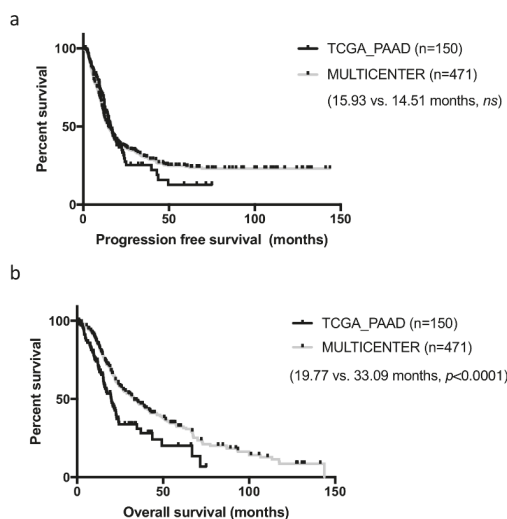 a
Percent survival
100
50
0
0 50 100 150
Progression free survival (months)
TCGA_PAAD (n=150)
MULTICENTER (n=471)
(15.93 vs. 14.51 months, ns)
b
Percent survival
100
50
0
0 50 100 150
Overall survival (months)
TCGA_PAAD (n=150)
MULTICENTER (n=471)
(19.77 vs. 33.09 months, p<0.0001)